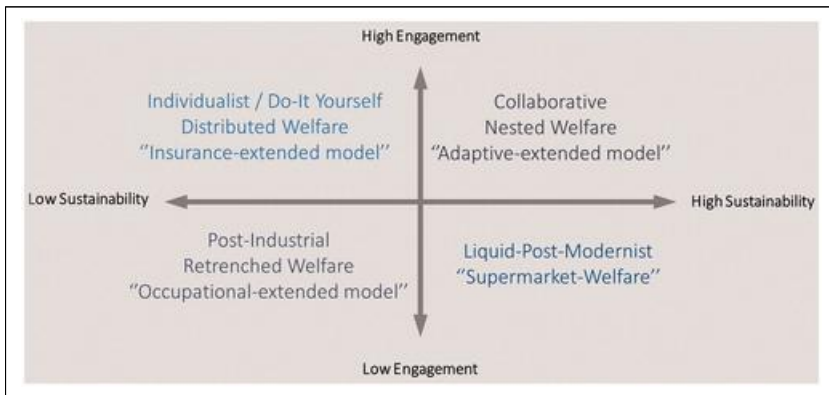 High Engagement
Individualist / Do-It Yourself
Distributed Welfare
‘‘Insurance-extended model’’
Collaborative
Nested Welfare
‘‘Adaptive-extended model’’
Low Sustainability
High Sustainability
Post-Industrial
Retrenched Welfare
‘‘Occupational-extended model’’
Liquid-Post-Modernist
‘‘Supermarket-Welfare’’
Low Engagement